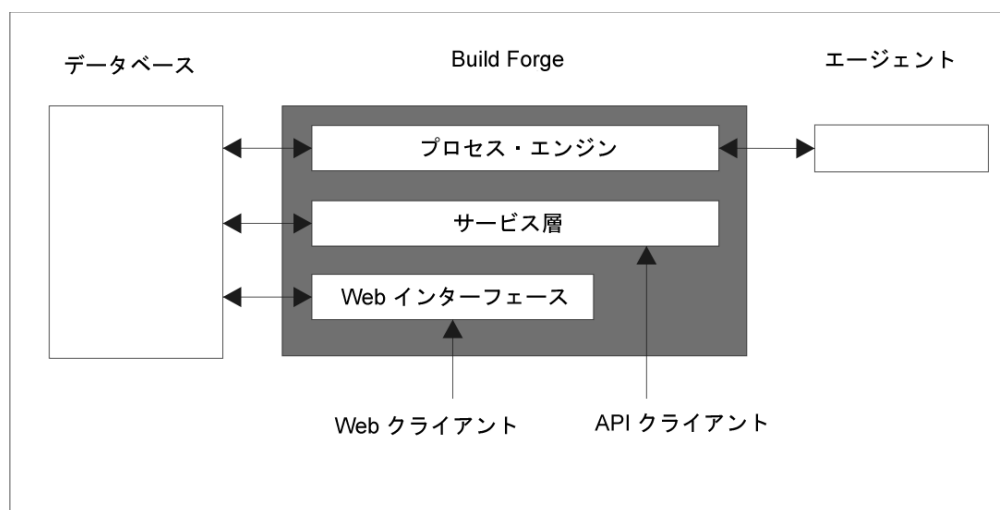 データベース
Build Forge
エージェント
プロセス・エンジン
サービス層
Web インターフェース
Web クライアント
API クライアント